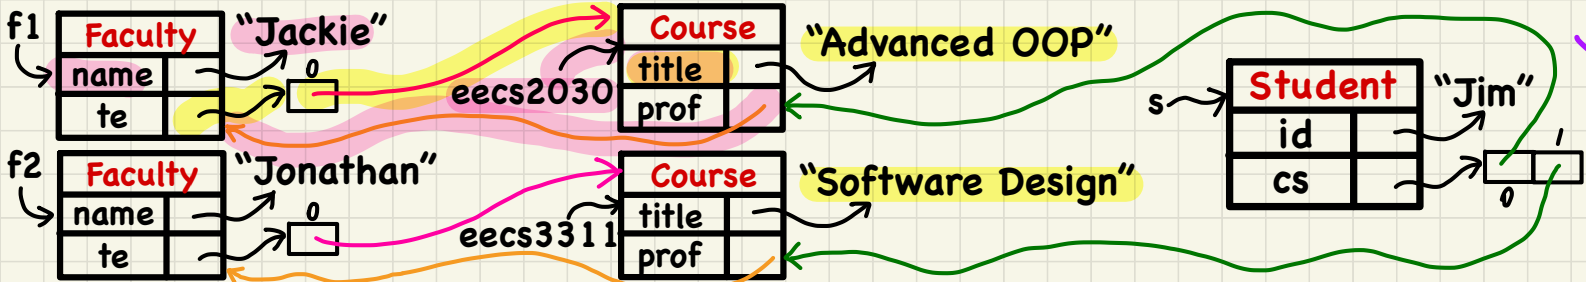 f1
Faculty
name
te
"Jackie"
0
eecs2030
Course
title
prof
"Advanced OOP"
f2
Faculty
name
te
"Jonathan"
0
eecs3311
Course
title
prof
"Software Design"
s
Student
id
cs
"Jim"
0
1